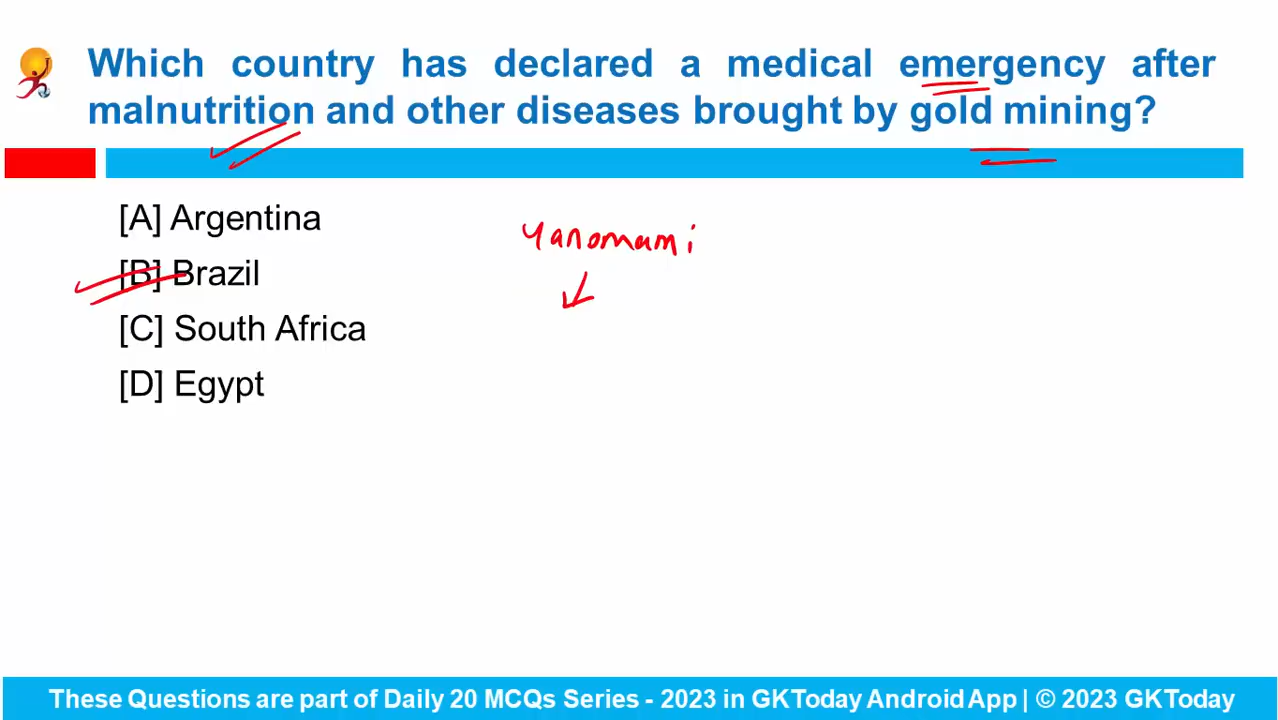 Which country has declared a medical emergency after
malnutrition and other diseases brought by gold mining?
[A] Argentina
Yanomami
[B] Brazil
[C] South Africa
[D] Egypt
These Questions are part of Daily 20 MCQs Series - 2023 in GKToday Android App | © 2023 GKToday